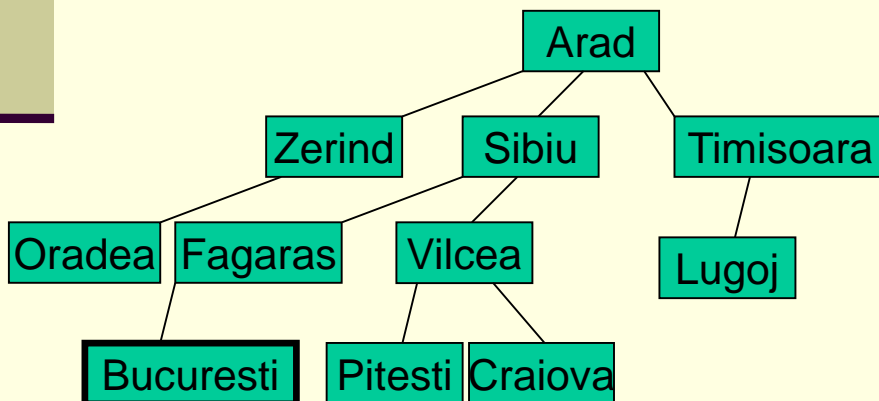 Arad
Zerind Sibiu Timisoara
Oradea Fagaras Vilcea Lugoj
Bucuresti Pitesti Craiova